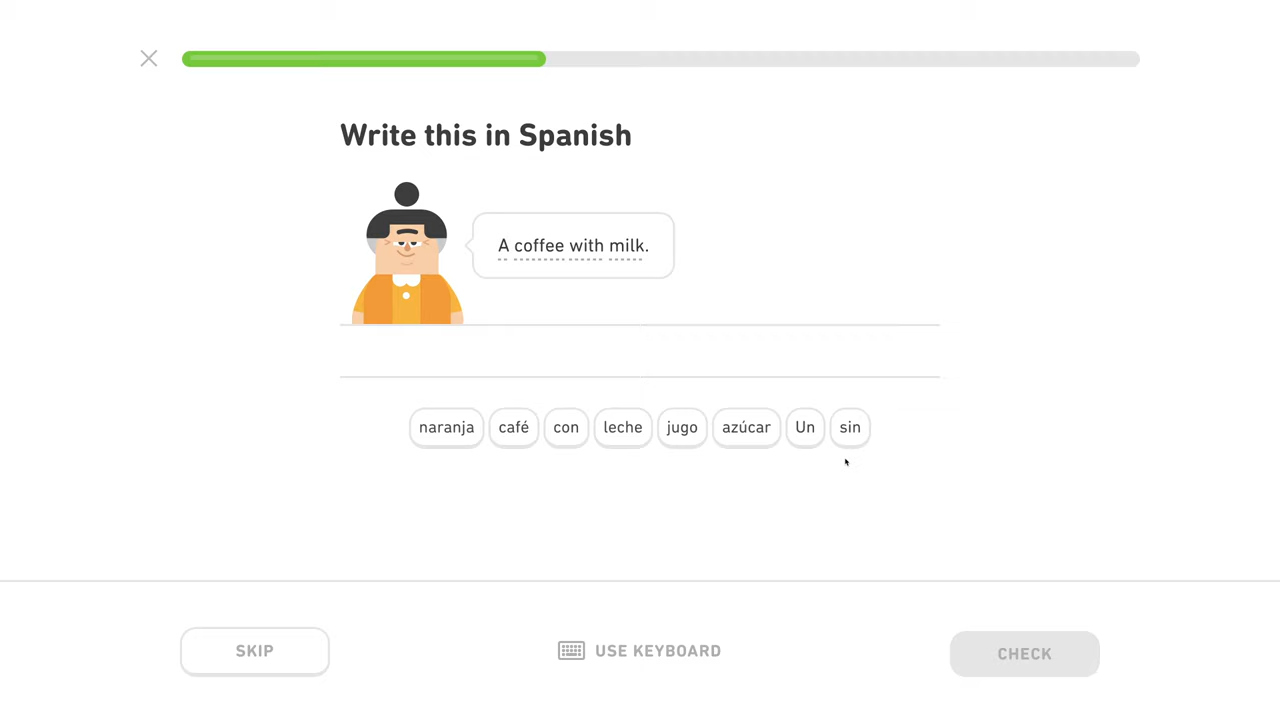 Write this in Spanish
A coffee with milk.
naranja café con leche jugo azúcar Un sin
SKIP USE KEYBOARD CHECK